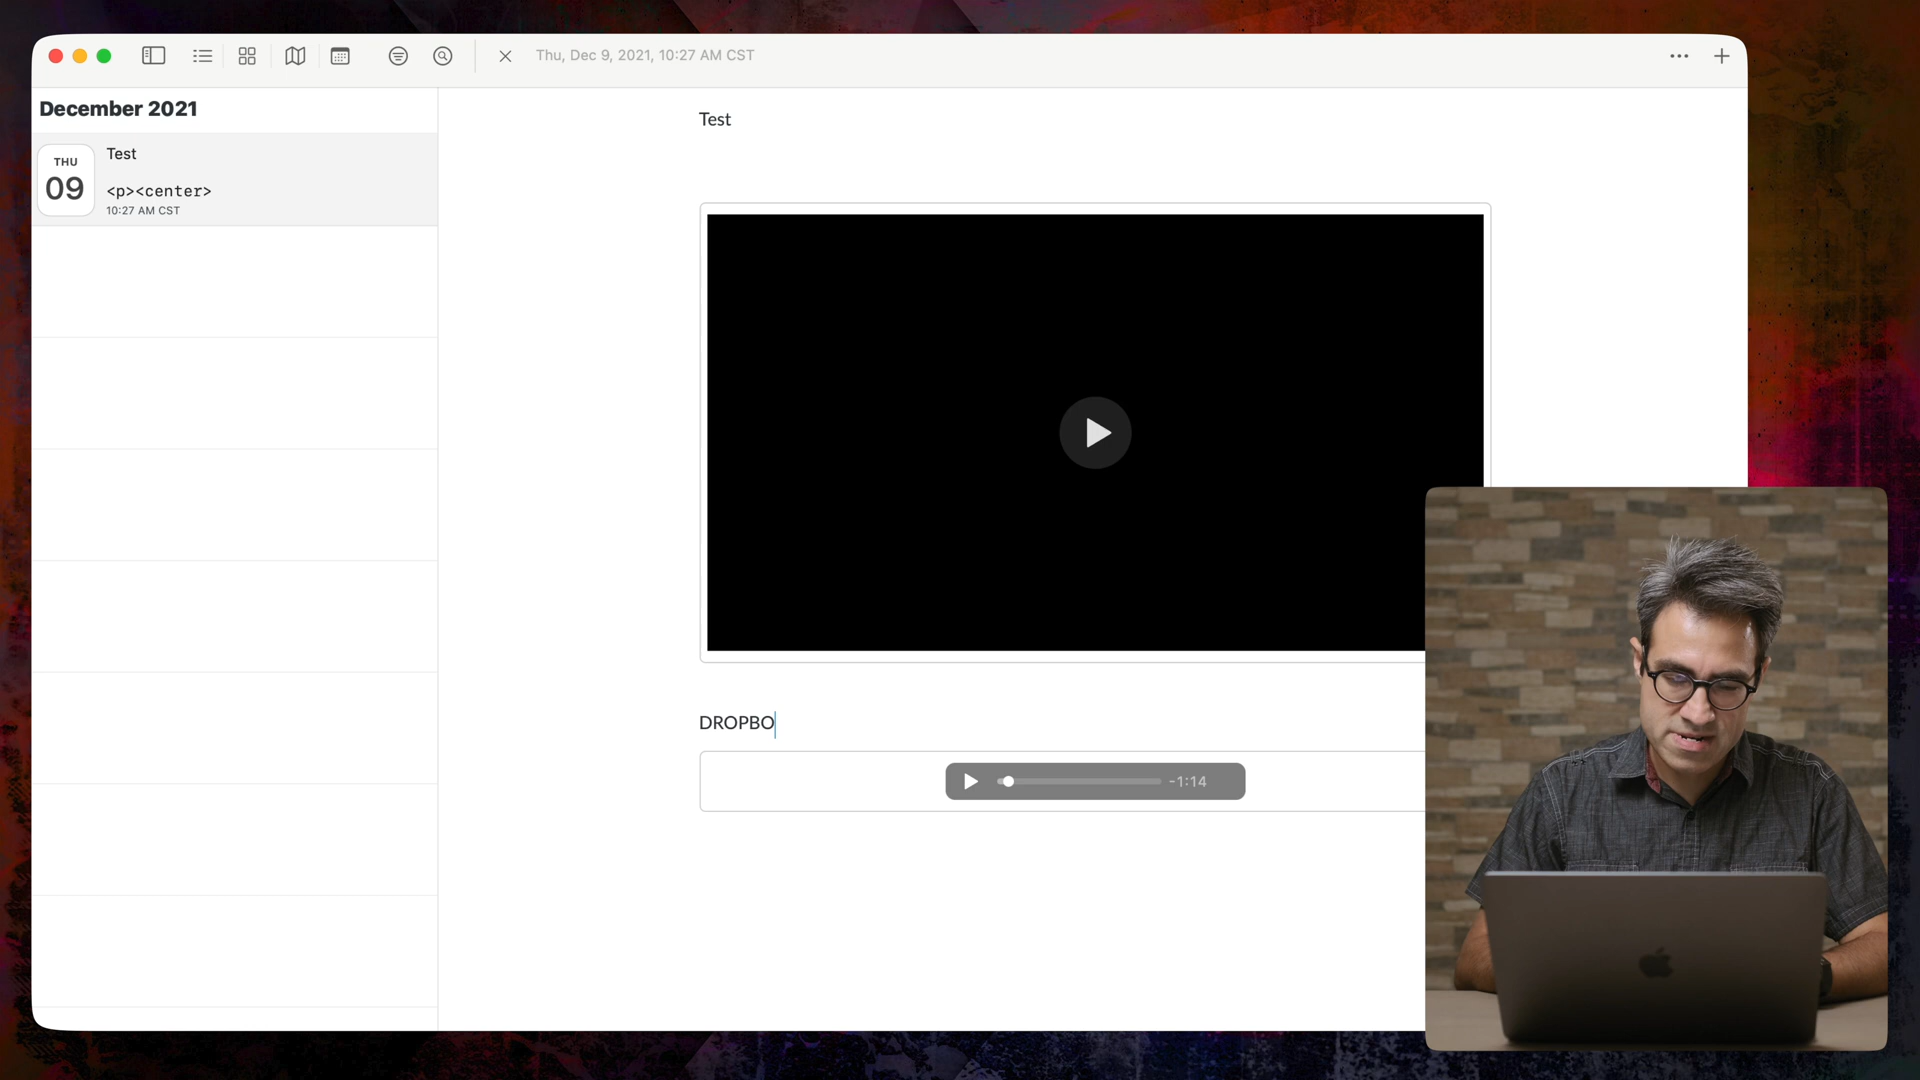 Thu, Dec 9, 2021, 10:27 AM CST
December 2021
THU
09
Test
<p><center>
10:27 AM CST
Test
DROPBO
-1:14